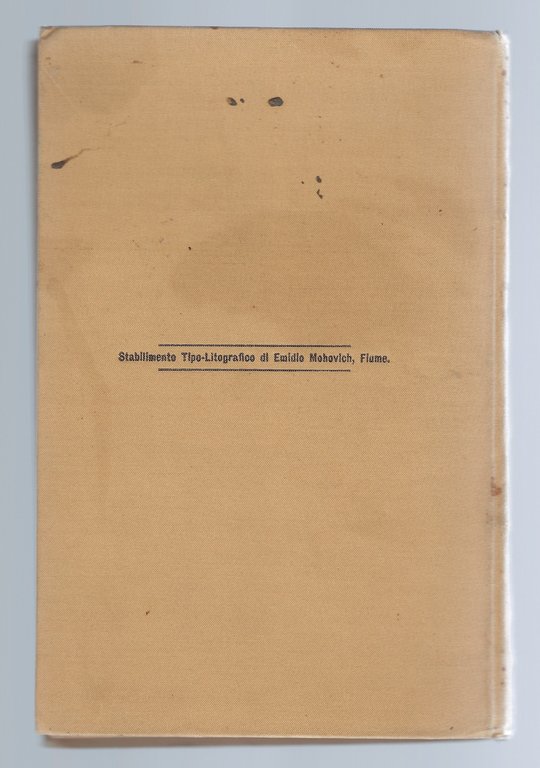 Stabilimento Tipo-Litografico di Emidio Mohovich, Fiume.